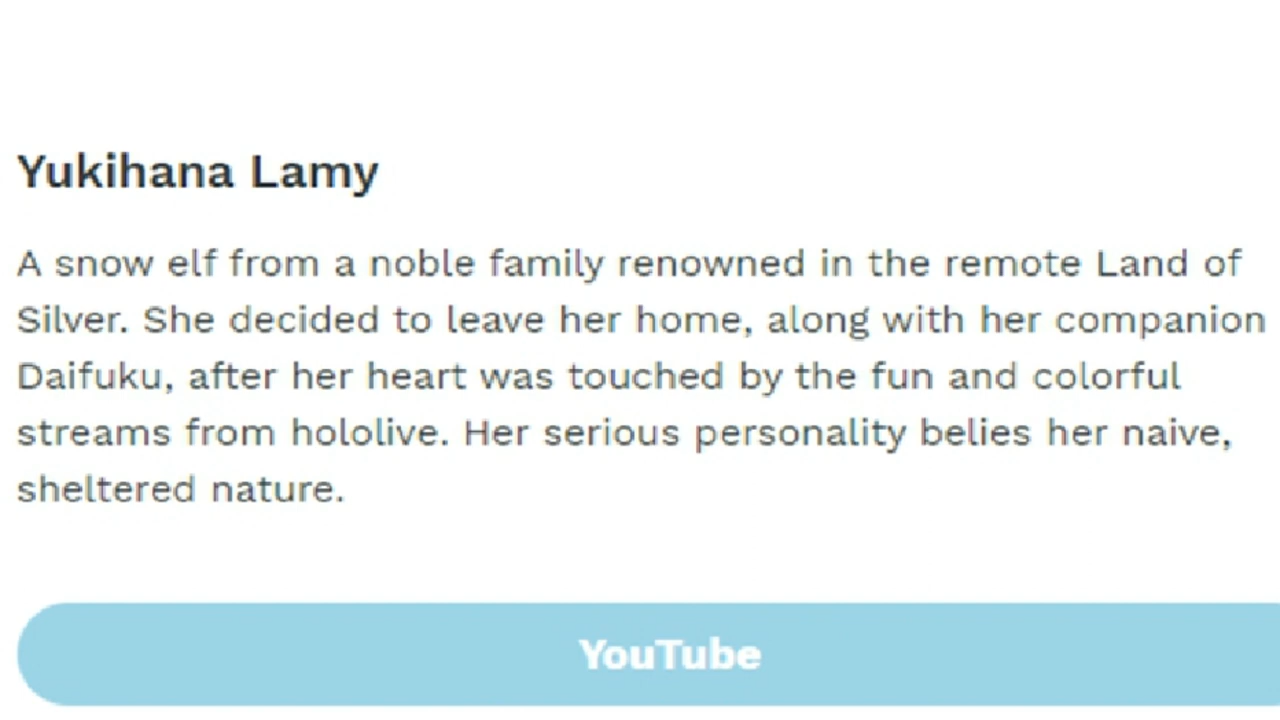 Yukihana Lamy
A snow elf from a noble family renowned in the remote Land of
Silver. She decided to leave her home, along with her companion
Daifuku, after her heart was touched by the fun and colorful
streams from hololive. Her serious personality belies her naive,
sheltered nature.
YouTube